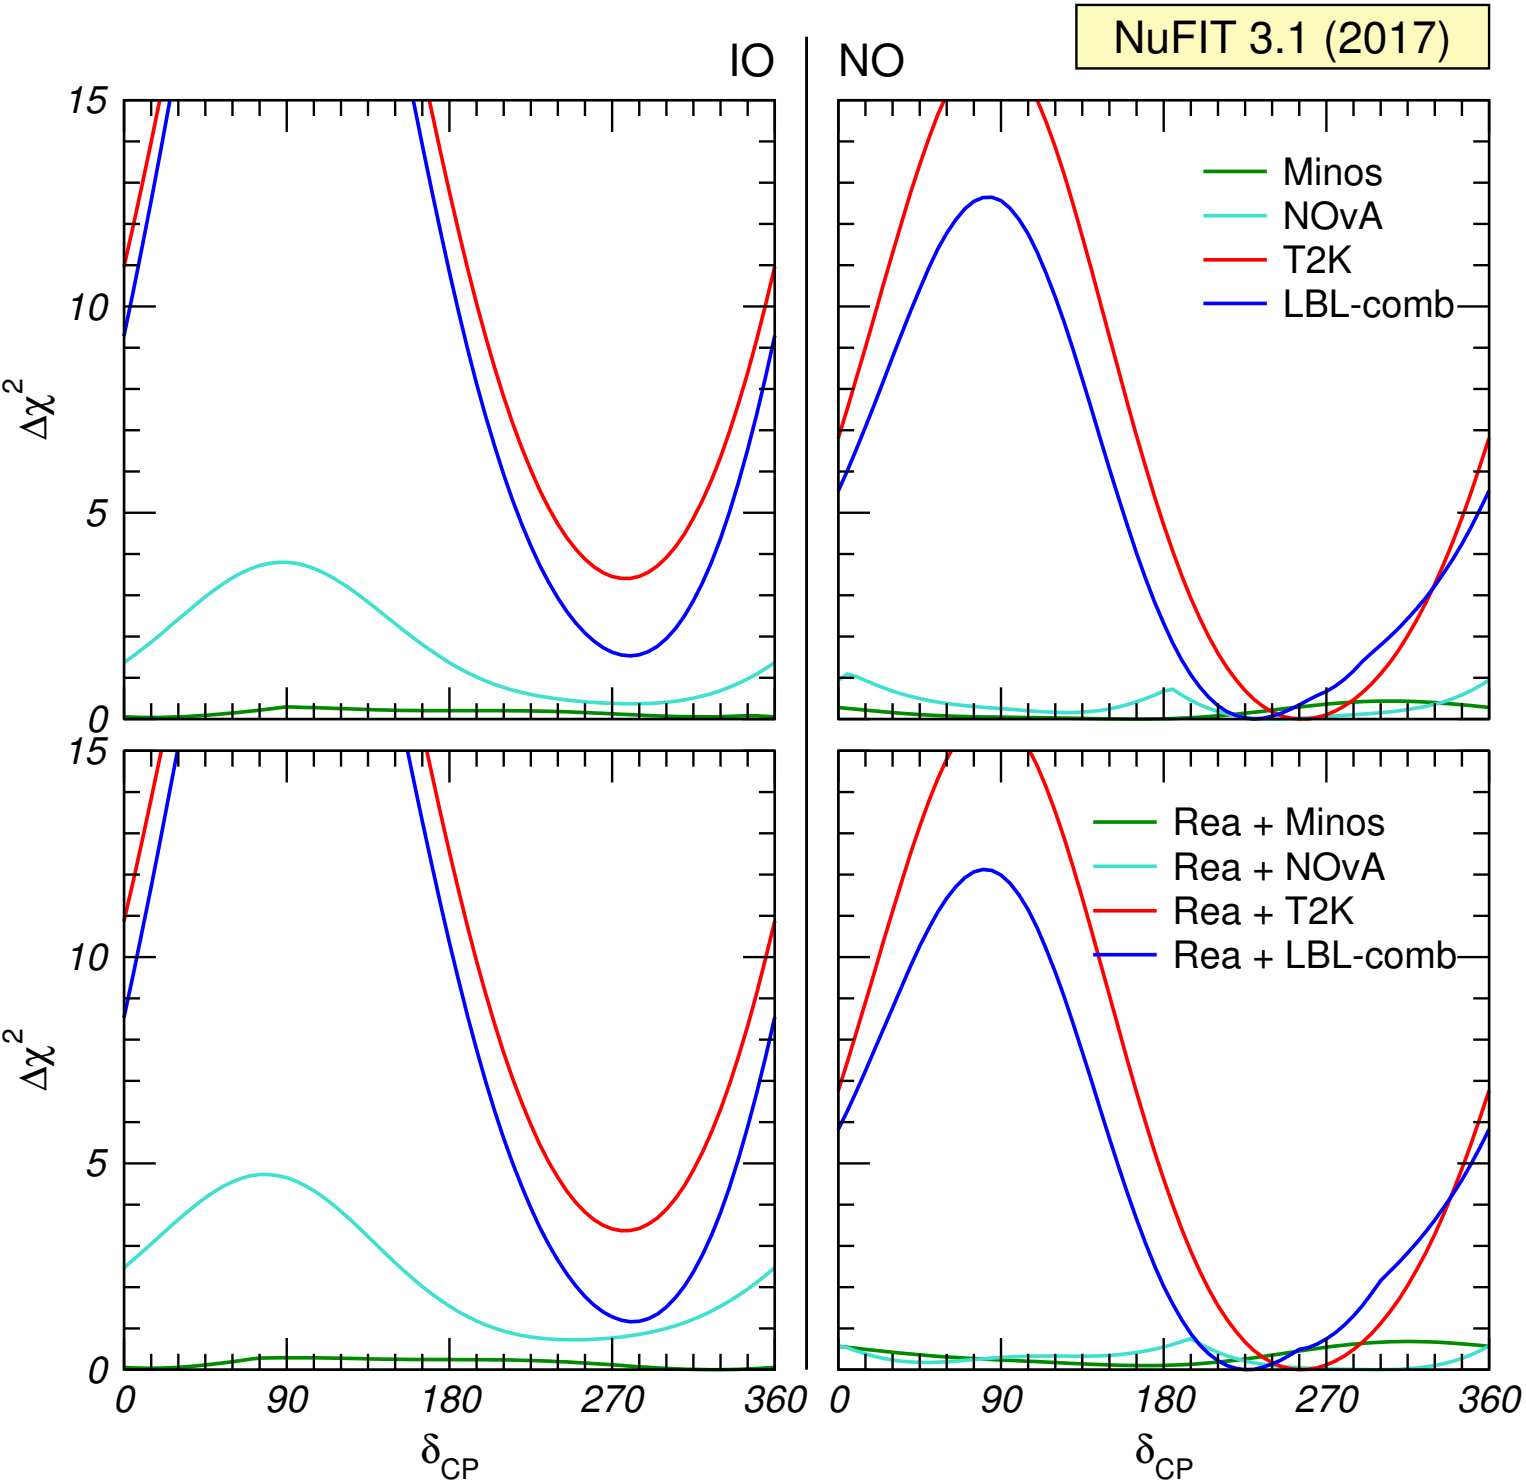 NuFIT 3.1 (2017)
IO
NO
15
10
5
0
Δχ²
Minos
NOvA
T2K
LBL-comb
15
10
5
0
Δχ²
Rea + Minos
Rea + NOvA
Rea + T2K
Rea + LBL-comb
0 90 180 270 360 0 90 180 270 360
δCP δCP